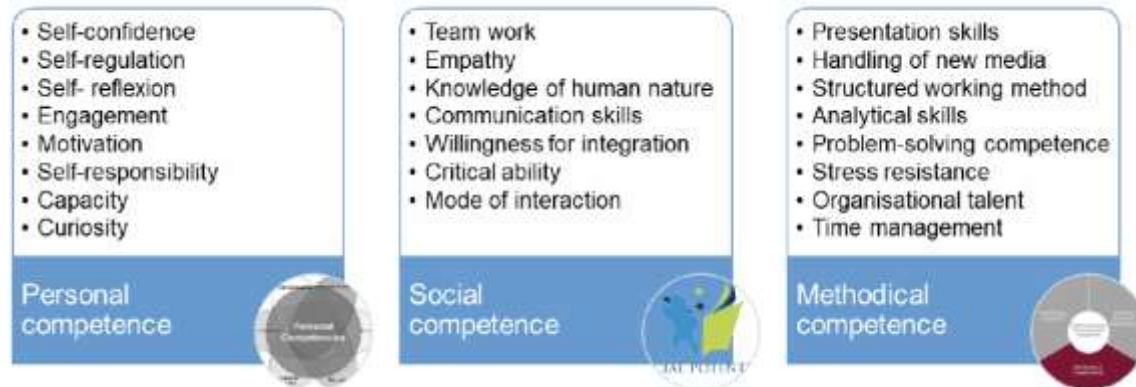 • Self-confidence
• Self-regulation
• Self- reflexion
• Engagement
• Motivation
• Self-responsibility
• Capacity
• Curiosity
Personal
competence
Personal
Competencies
• Team work
• Empathy
• Knowledge of human nature
• Communication skills
• Willingness for integration
• Critical ability
• Mode of interaction
Social
competence
• Presentation skills
• Handling of new media
• Structured working method
• Analytical skills
• Problem-solving competence
• Stress resistance
• Organisational talent
• Time management
Methodical
competence